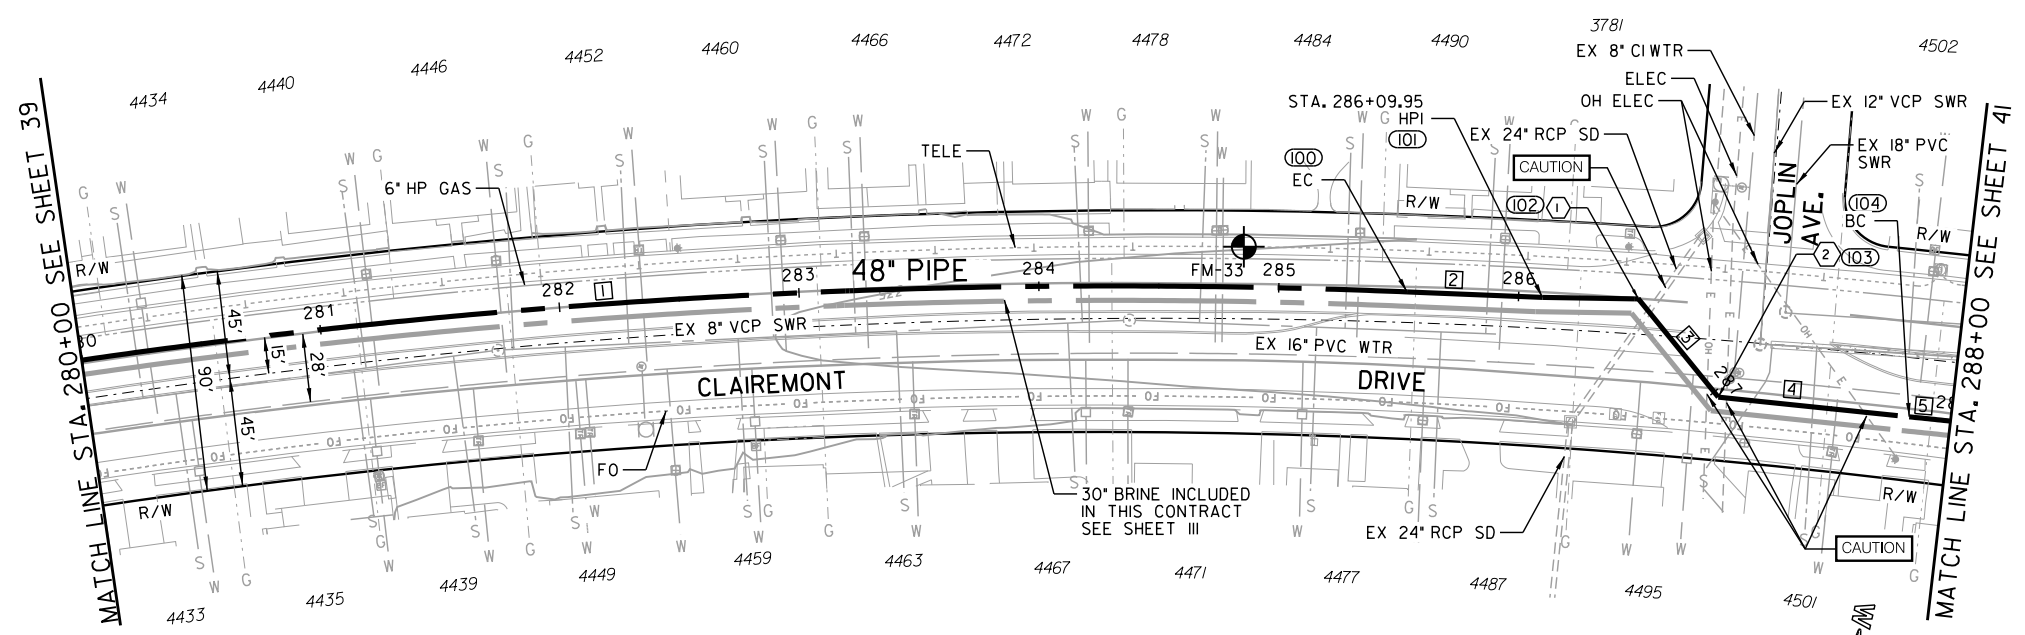 4434
4440
4446
4452
4460
4466
4472
4478
4484
4490
3781
4502
EX 8" CI WTR
ELEC
OH ELEC
EX 12" VCP SWR
EX 18" PVC
SWR
STA. 286+09.95
HPI
101
EX 24" RCP SD
CAUTION
100
EC
R/W
102
1
JOPLIN
AVE.
104
BC
R/W
2
103
TELE
6" HP GAS
R/W
MATCH LINE STA. 280+00 SEE SHEET 39
MATCH LINE STA. 288+00 SEE SHEET 41
48" PIPE
FM-33
281
282
1
283
284
285
2
286
3
287
4
5
45'
15'
28'
90'
45'
EX 8" VCP SWR
EX 16" PVC WTR
CLAIREMONT
DRIVE
FO
30" BRINE INCLUDED
IN THIS CONTRACT
SEE SHEET 111
EX 24" RCP SD
CAUTION
R/W
R/W
4433
4435
4439
4449
4459
4463
4467
4471
4477
4487
4495
4501